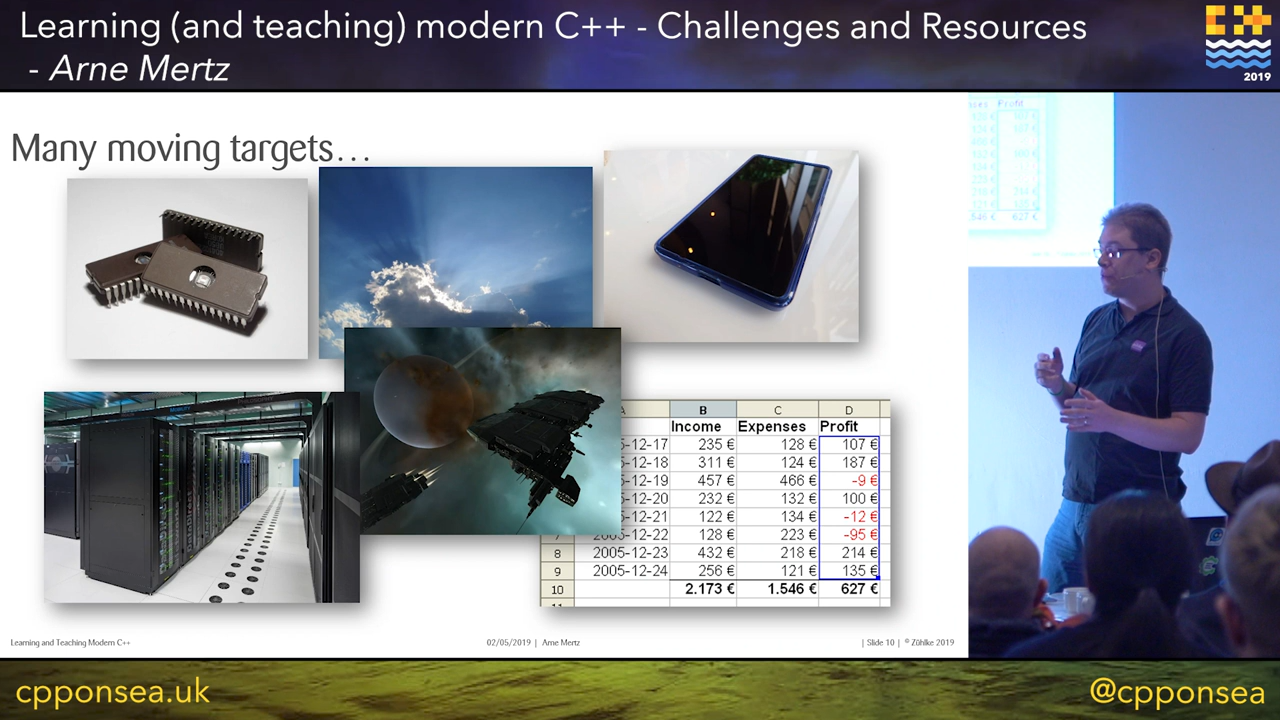 Learning (and teaching) modern C++ - Challenges and Resources
- Arne Mertz
2019
Many moving targets…
A B C D
Income Expenses Profit
5-12-17 235 € 128 € 107 €
5-12-18 311 € 124 € 187 €
5-12-19 457 € 466 € -9 €
5-12-20 232 € 132 € 100 €
5-12-21 122 € 134 € -12 €
7 2005-12-22 128 € 223 € -95 €
8 2005-12-23 432 € 218 € 214 €
9 2005-12-24 256 € 121 € 135 €
10 2.173 € 1.546 € 627 €
Learning and Teaching Modern C++
02/05/2019 | Arne Mertz
| Slide 10 | © Zühlke 2019
cpponsea.uk
@cpponsea